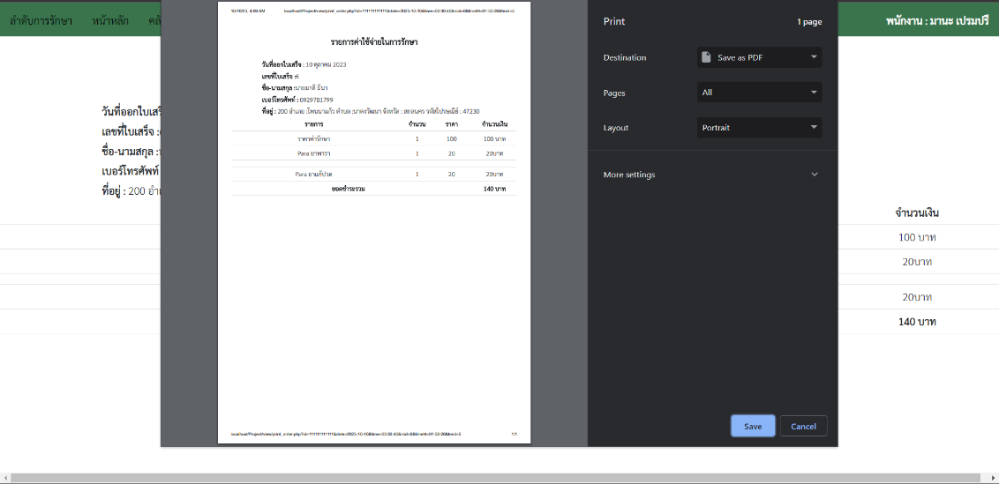 ลำดับการรักษา หน้าหลัก คลั
พนักงาน : มานะ เปรมปรี
10/10/23, 4:09 AM
รายการค่าใช้จ่ายในการรักษา
วันที่ออกใบเสร็จ : 10 ตุลาคม 2023
เลขที่ใบเสร็จ :6
ชื่อ-นามสกุล :นายมาดี มีนา
เบอร์โทรศัพท์ : 0929781799
ที่อยู่ : 200 อำเภอ :โพนนาแก้ว ตำบล :นาตงวัฒนา จังหวัด : สกลนคร รหัสไปรษณีย์ : 47230
รายการ จำนวน ราคา จำนวนเงิน
ราคาค่ารักษา 1 100 100 บาท
Para ยาพารา 1 20 20บาท
Para ยาแก้ปวด 1 20 20บาท
ยอดชำระรวม 140 บาท
1/1
Print 1 page
Destination Save as PDF
Pages All
Layout Portrait
More settings
Save Cancel
วันที่ออกใบเสร็
เลขที่ใบเสร็จ :
ชื่อ-นามสกุล :
เบอร์โทรศัพท์
ที่อยู่ : 200 อำเ
จำนวนเงิน
100 บาท
20บาท
20บาท
140 บาท